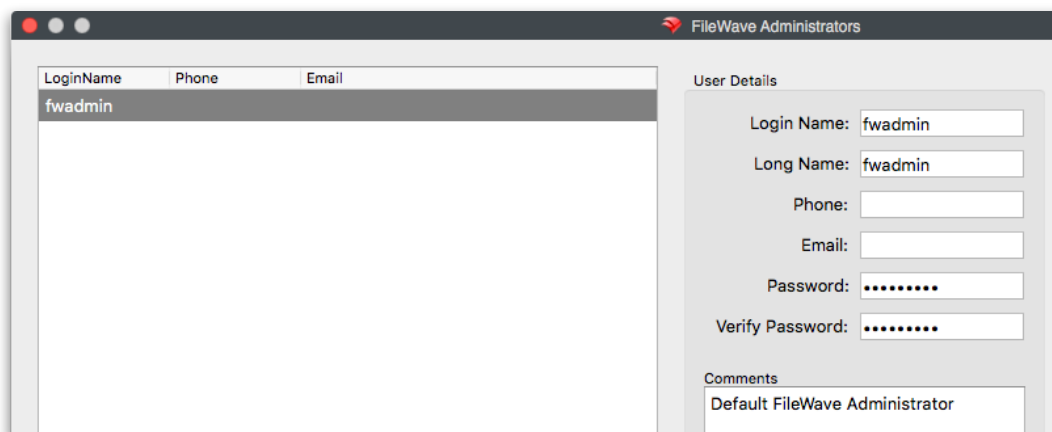 FileWave Administrators
LoginName Phone Email
fwadmin
User Details
Login Name: fwadmin
Long Name: fwadmin
Phone:
Email:
Password: •••••••••
Verify Password: •••••••••
Comments
Default FileWave Administrator